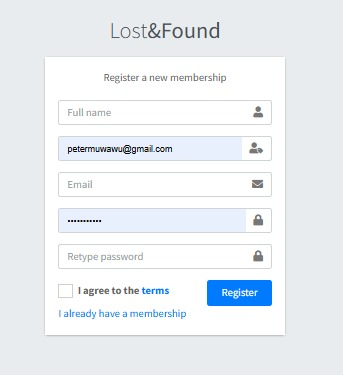 Lost&Found
Register a new membership
Full name
petermuwawu@gmail.com
Email
•••••••••••
Retype password
I agree to the terms
Register
I already have a membership